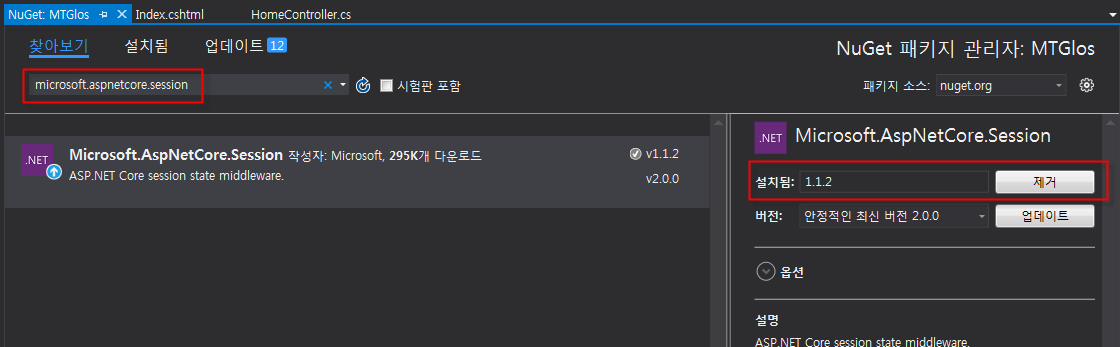 NuGet: MTGlos
Index.cshtml
HomeController.cs
찾아보기
설치됨
업데이트 12
NuGet 패키지 관리자: MTGlos
microsoft.aspnetcore.session
시험판 포함
패키지 소스: nuget.org
.NET
Microsoft.AspNetCore.Session 작성자: Microsoft, 295K개 다운로드
v1.1.2
ASP.NET Core session state middleware.
v2.0.0
.NET
Microsoft.AspNetCore.Session
설치됨: 1.1.2
제거
버전: 안정적인 최신 버전 2.0.0
업데이트
옵션
설명
ASP.NET Core session state middleware.